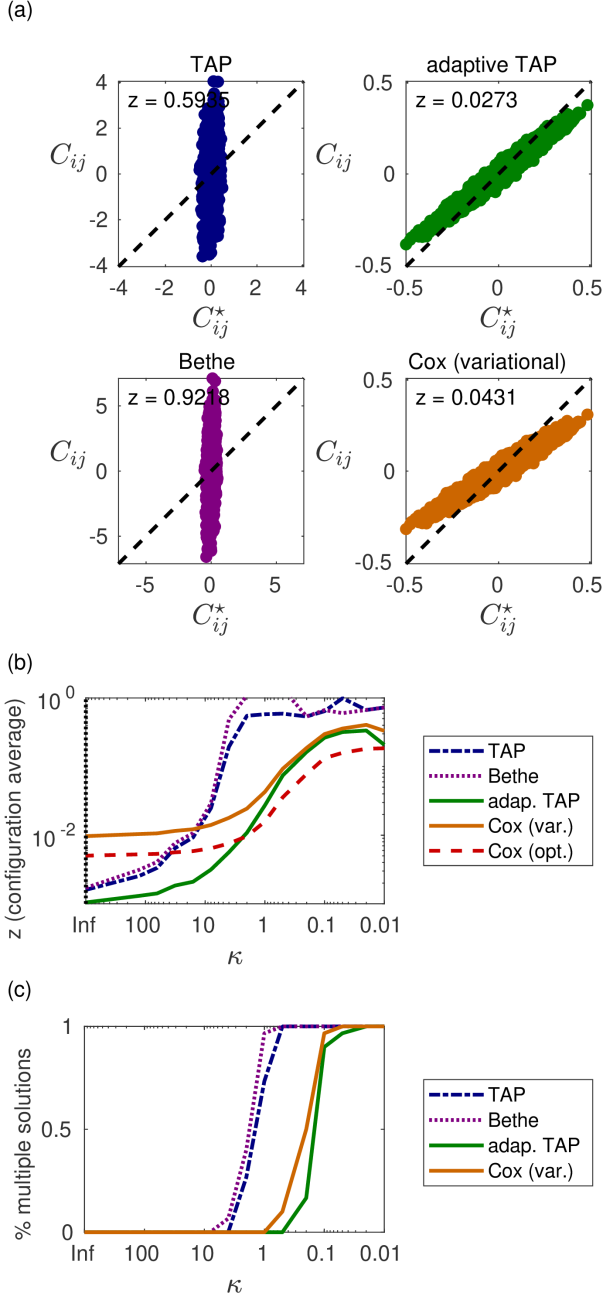 (a)
TAP
adaptive TAP
4
2
0
-2
-4
C_ij
z = 0.5935
-4 -2 0 2 4
C*_ij
0.5
0
-0.5
C_ij
z = 0.0273
-0.5 0 0.5
C*_ij
Bethe
Cox (variational)
5
0
-5
C_ij
z = 0.9218
-5 0 5
C*_ij
0.5
0
-0.5
C_ij
z = 0.0431
-0.5 0 0.5
C*_ij
(b)
z (configuration average)
10^0
10^-2
Inf 100 10 1 0.1 0.01
κ
TAP
Bethe
adap. TAP
Cox (var.)
Cox (opt.)
(c)
% multiple solutions
1
0.5
0
Inf 100 10 1 0.1 0.01
κ
TAP
Bethe
adap. TAP
Cox (var.)